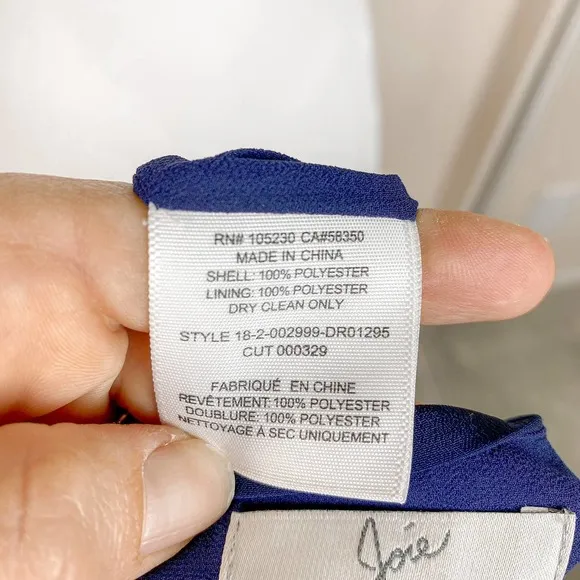 RN# 105230 CA#58350
MADE IN CHINA
SHELL: 100% POLYESTER
LINING: 100% POLYESTER
DRY CLEAN ONLY
STYLE 18-2-002999-DR01295
CUT 000329
FABRIQUÉ EN CHINE
REVÊTEMENT: 100% POLYESTER
DOUBLURE: 100% POLYESTER
NETTOYAGE À SEC UNIQUEMENT
Joie